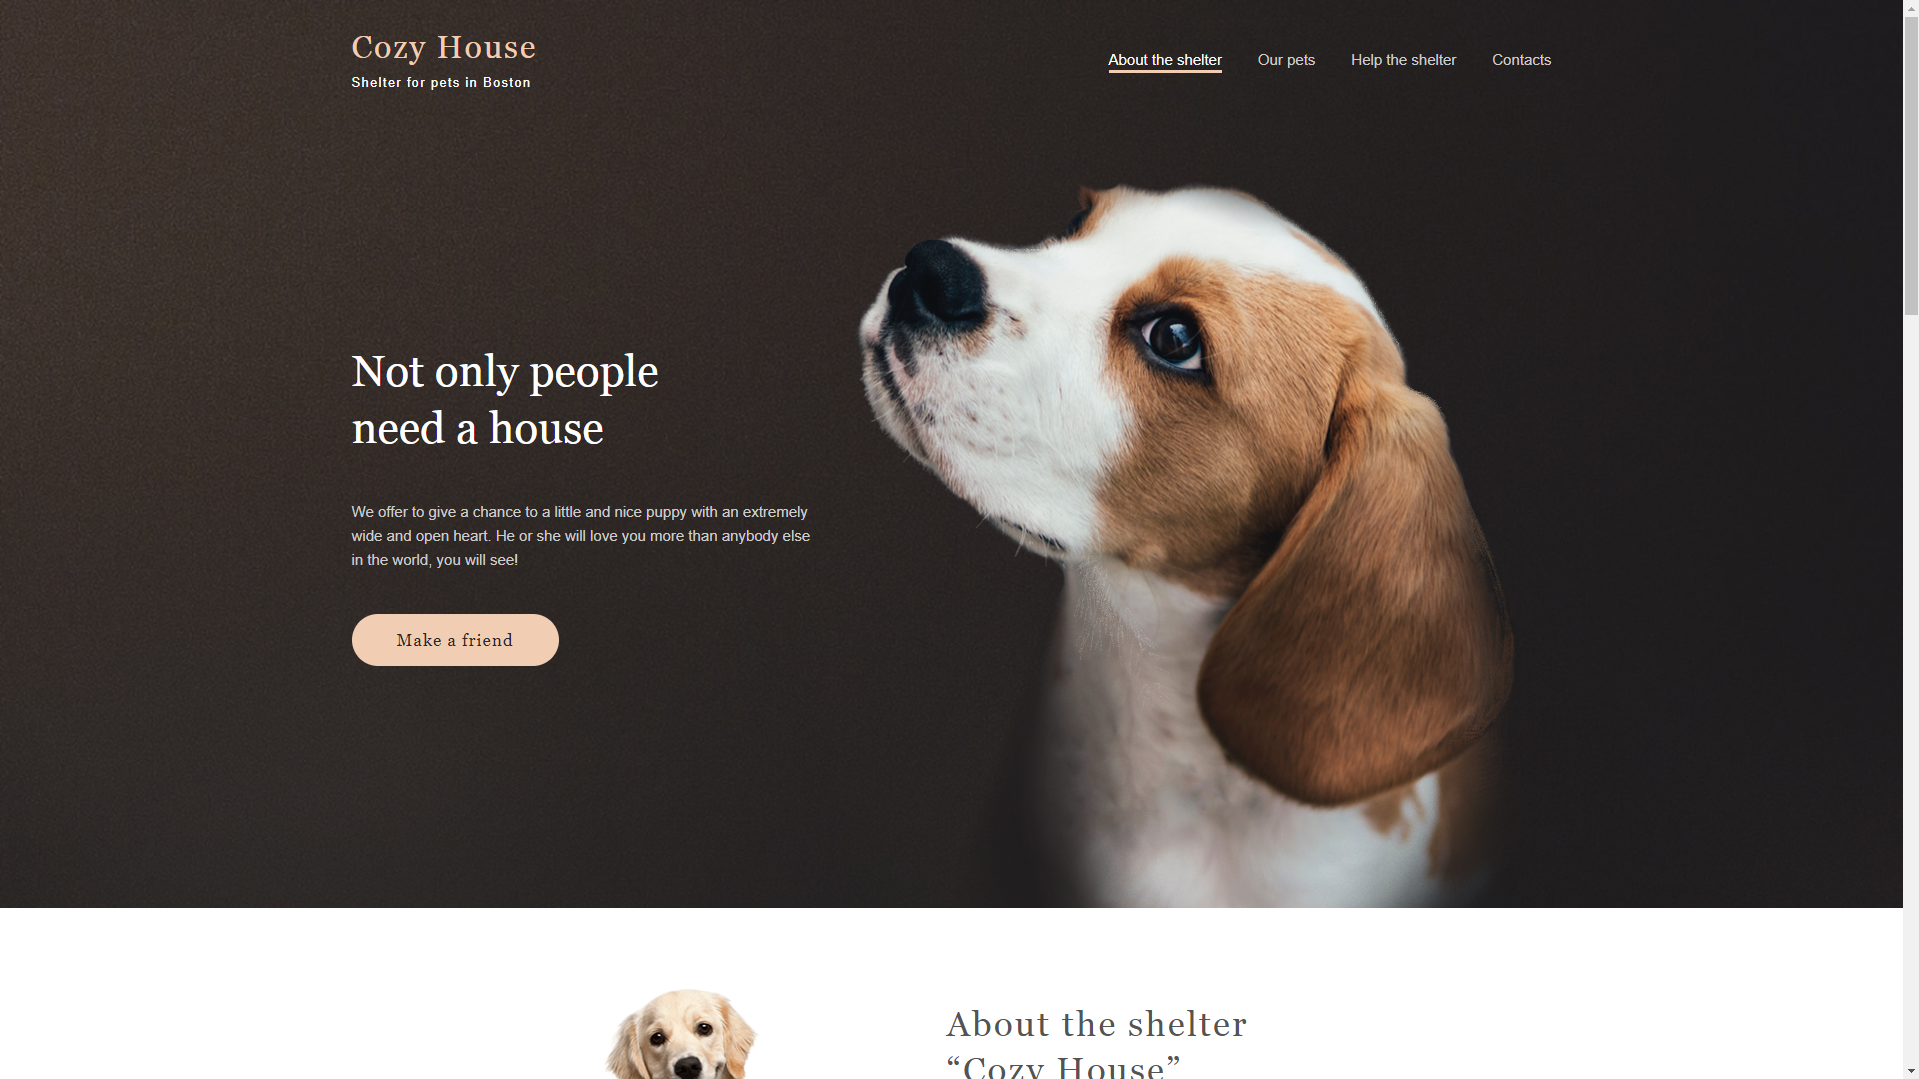 Cozy House
Shelter for pets in Boston
About the shelter
Our pets
Help the shelter
Contacts
Not only people
need a house
We offer to give a chance to a little and nice puppy with an extremely
wide and open heart. He or she will love you more than anybody else
in the world, you will see!
Make a friend
About the shelter
“Cozy House”